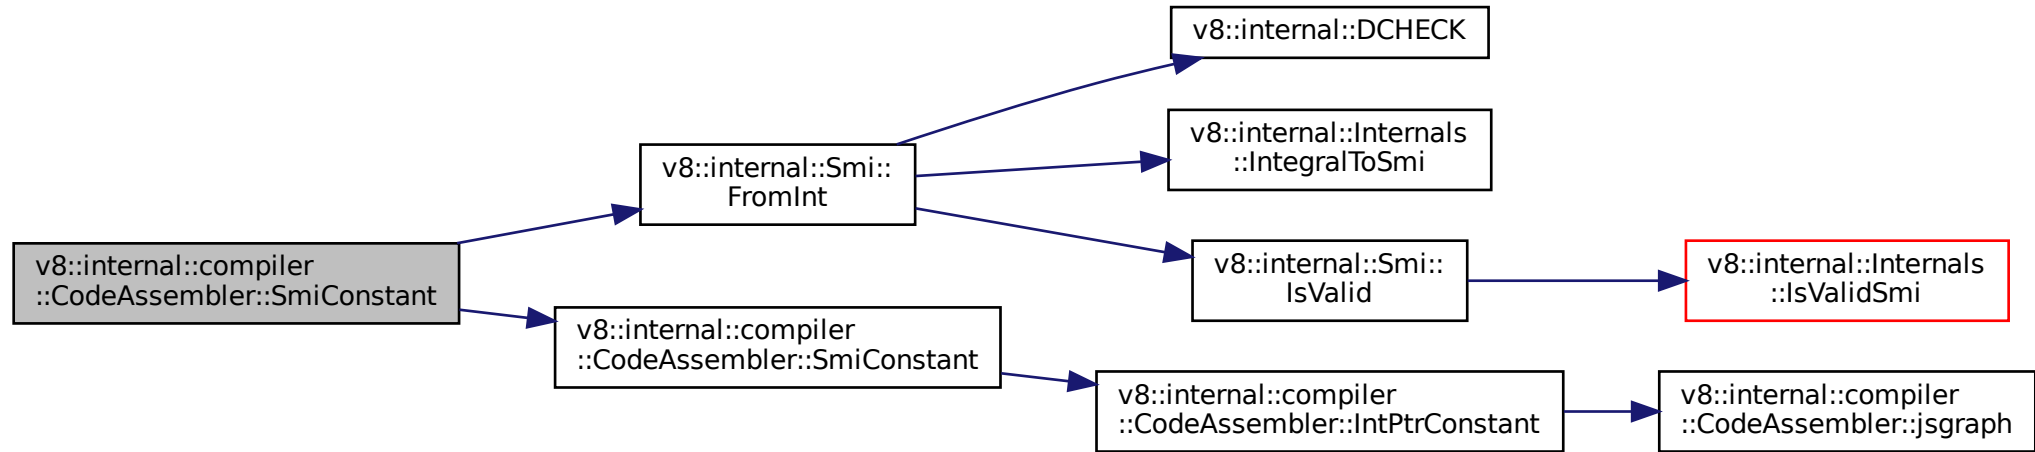 v8::internal::DCHECK
v8::internal::Internals
::IntegralToSmi
v8::internal::Smi::
FromInt
v8::internal::compiler
::CodeAssembler::SmiConstant
v8::internal::Smi::
IsValid
v8::internal::Internals
::IsValidSmi
v8::internal::compiler
::CodeAssembler::SmiConstant
v8::internal::compiler
::CodeAssembler::IntPtrConstant
v8::internal::compiler
::CodeAssembler::jsgraph